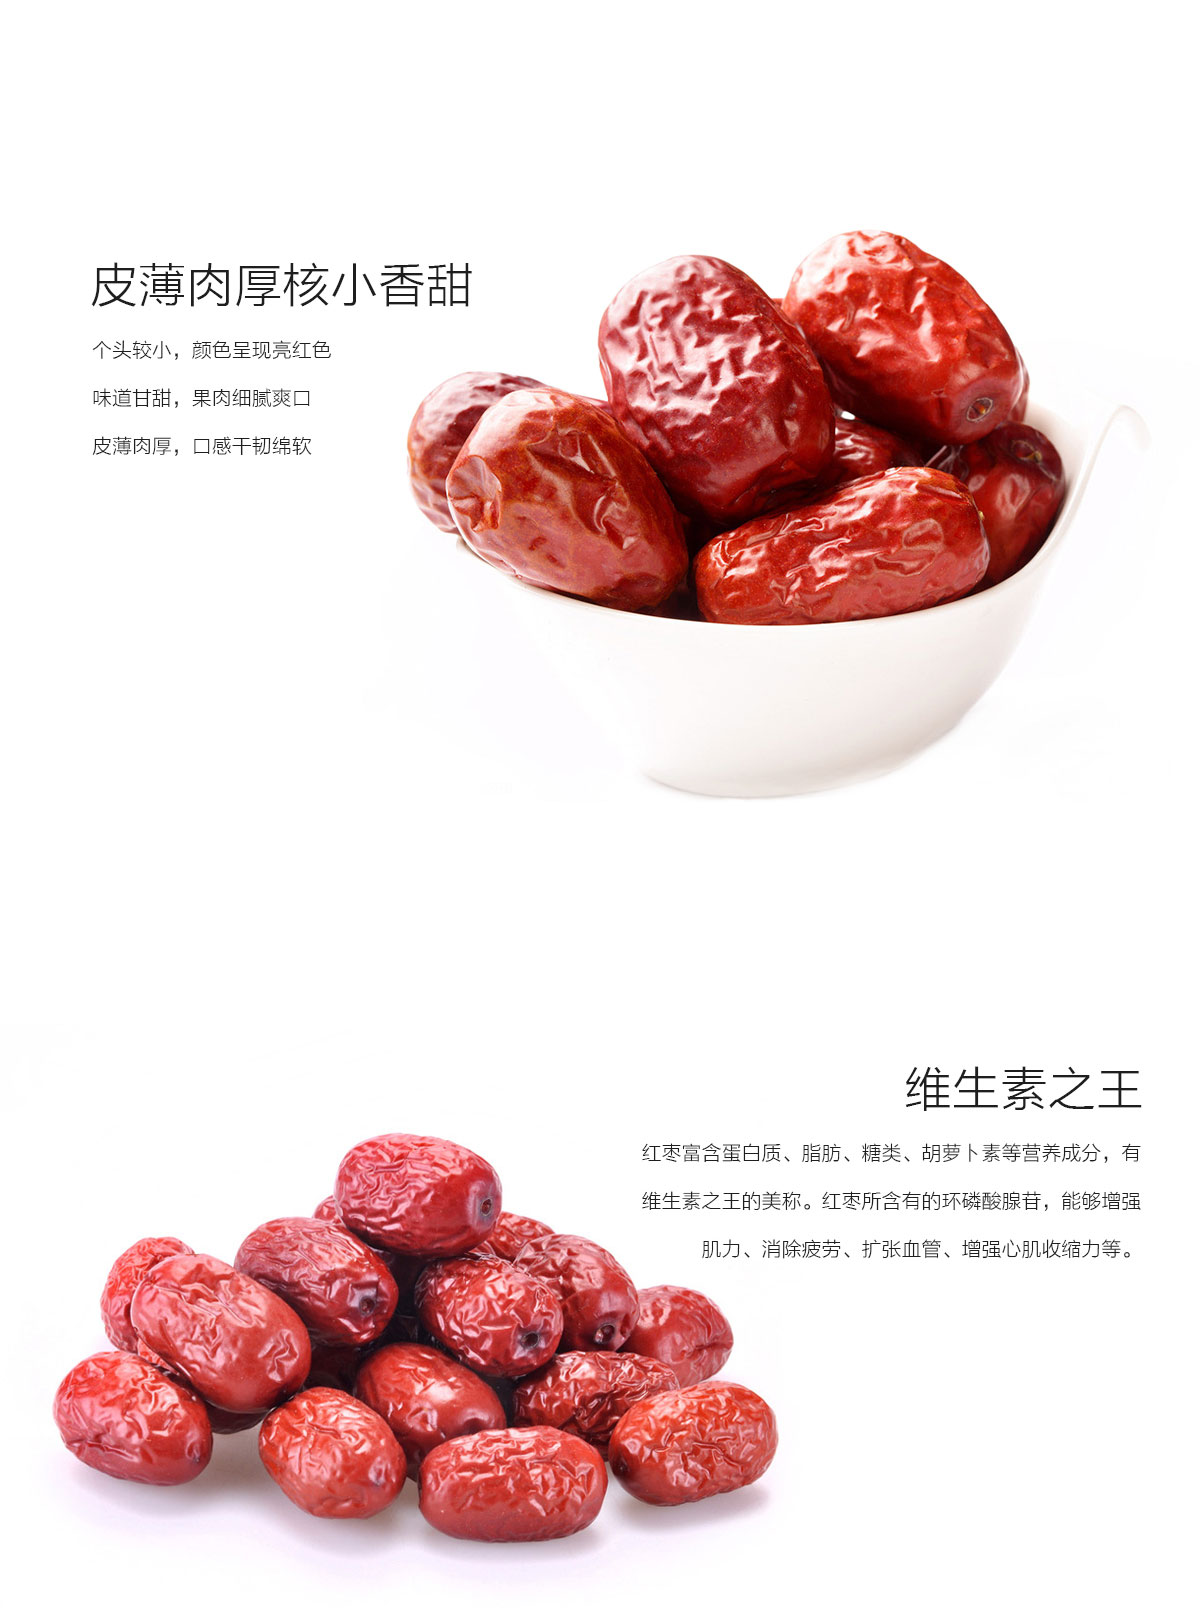 皮薄肉厚核小香甜
个头较小，颜色呈现亮红色
味道甘甜，果肉细腻爽口
皮薄肉厚，口感干韧绵软
维生素之王
红枣富含蛋白质、脂肪、糖类、胡萝卜素等营养成分，有
维生素之王的美称。红枣所含有的环磷酸腺苷，能够增强
肌力、消除疲劳、扩张血管、增强心肌收缩力等。